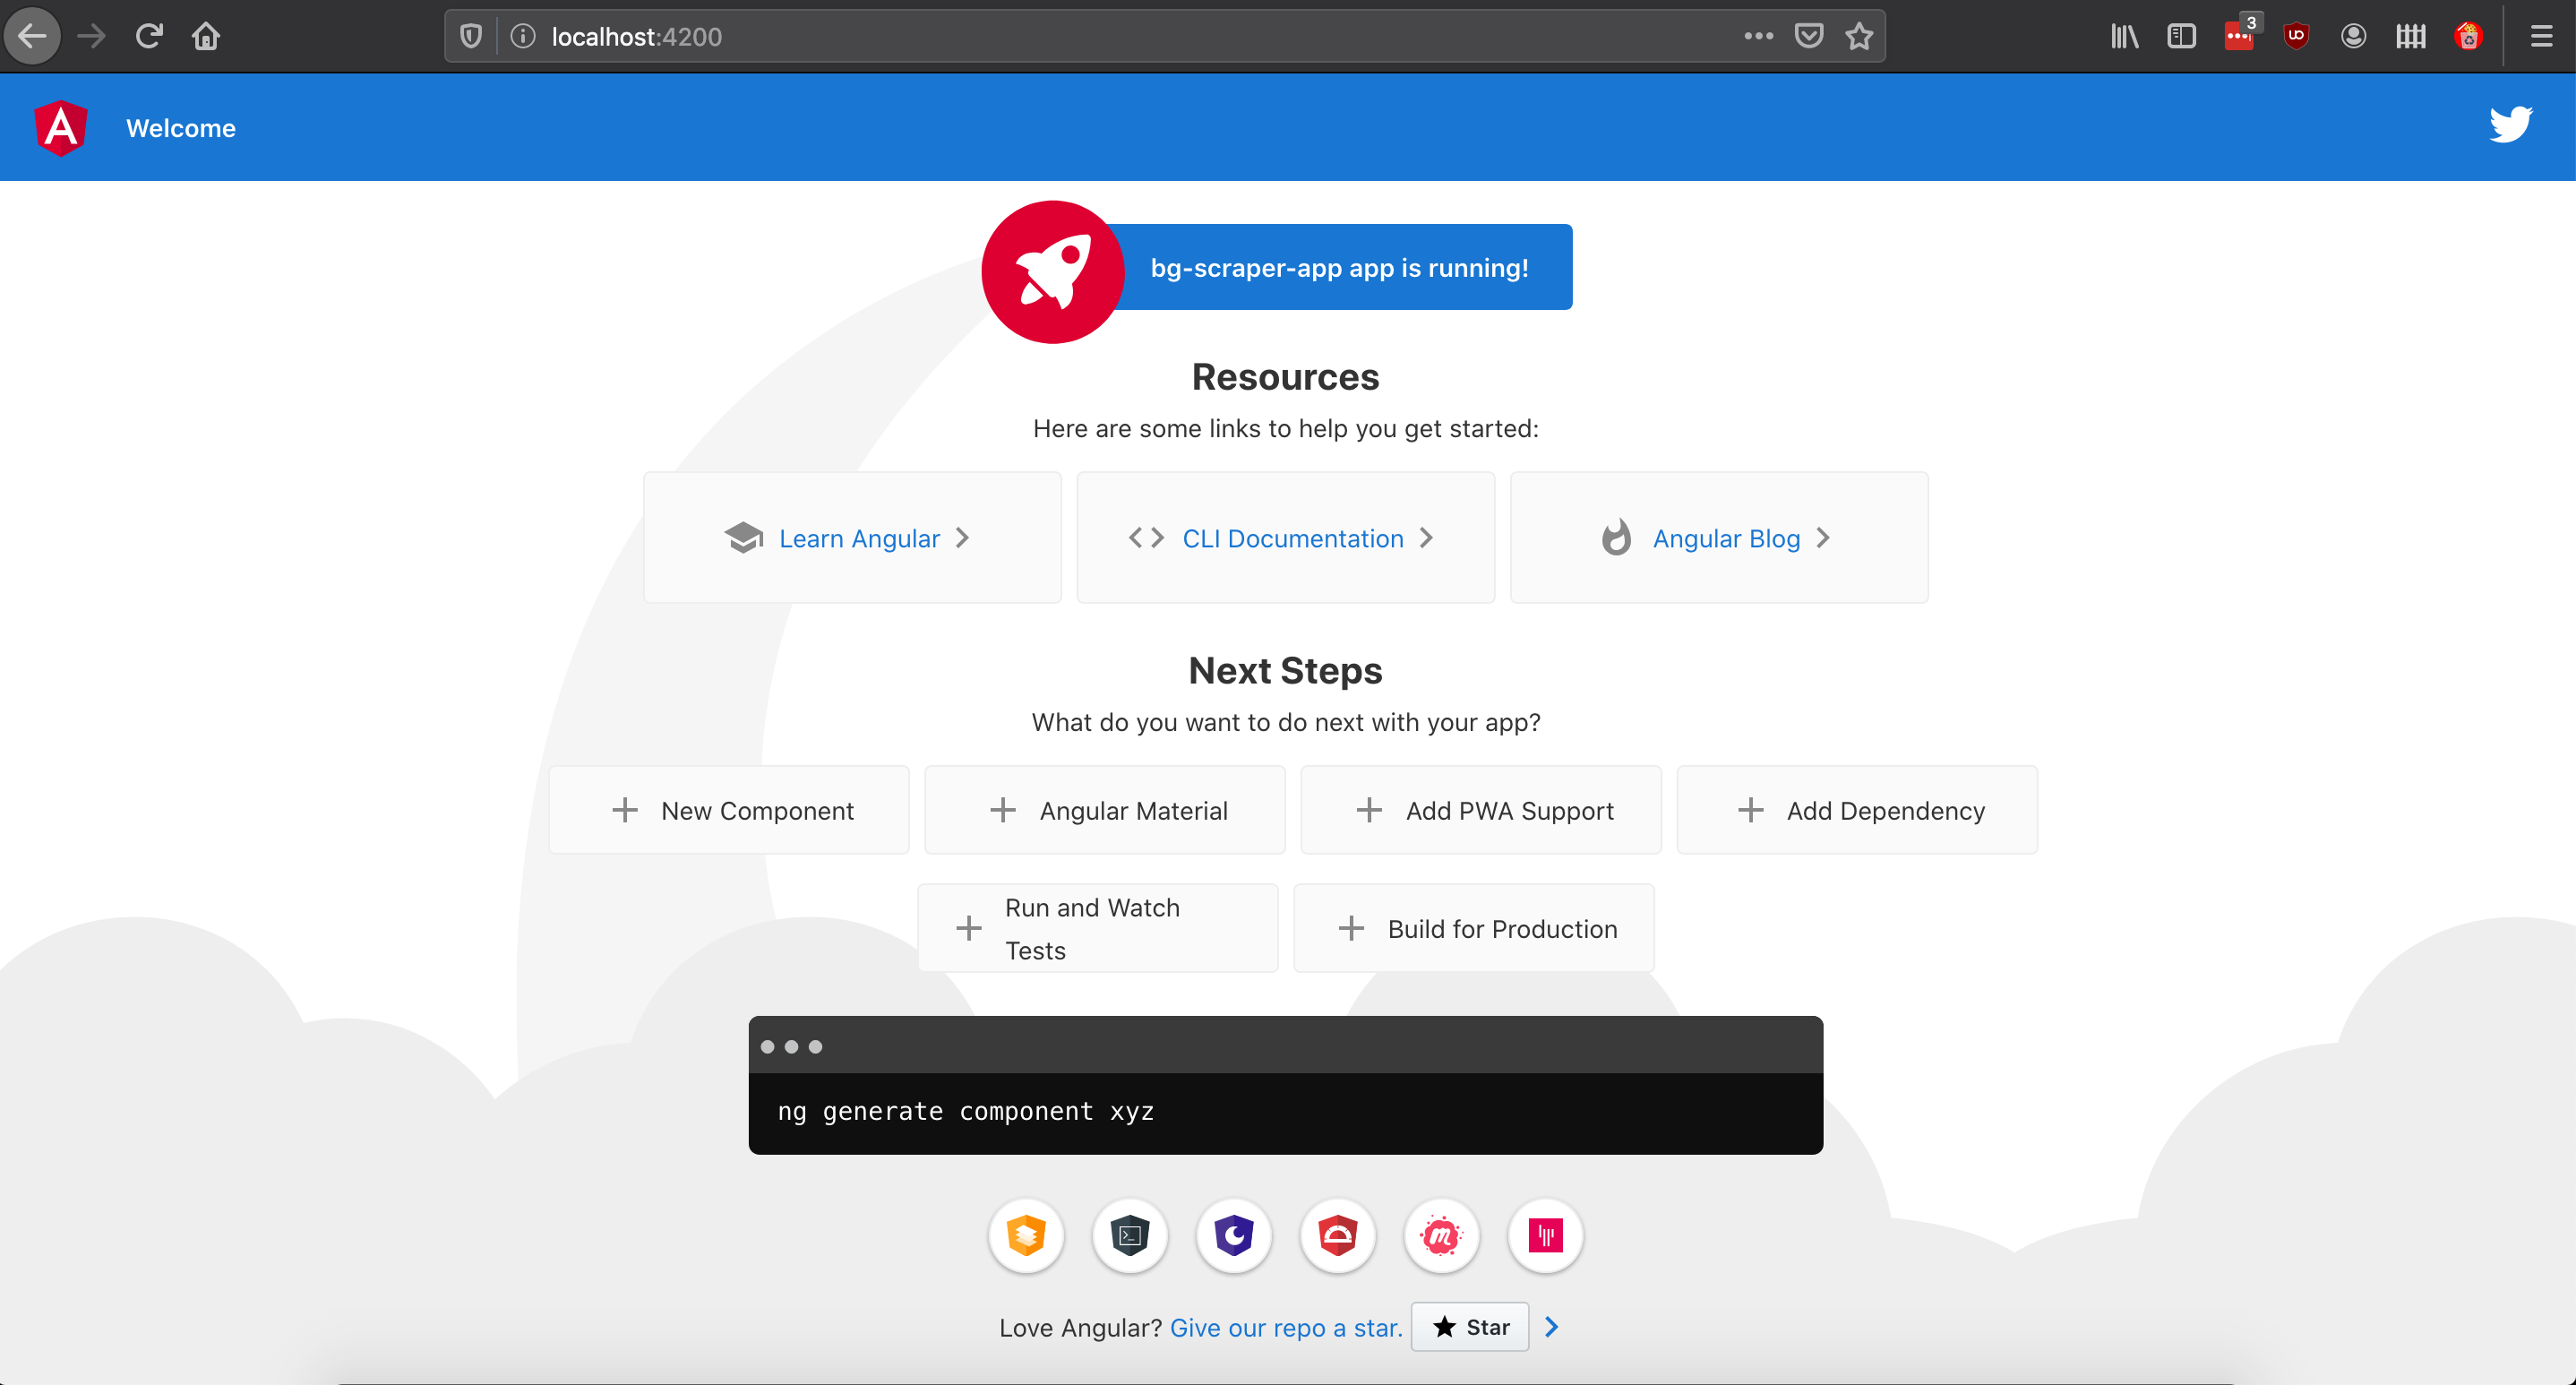 localhost:4200
3
Welcome
bg-scraper-app app is running!
Resources
Here are some links to help you get started:
Learn Angular
CLI Documentation
Angular Blog
Next Steps
What do you want to do next with your app?
New Component
Angular Material
Add PWA Support
Add Dependency
Run and Watch
Tests
Build for Production
ng generate component xyz
Love Angular? Give our repo a star. Star